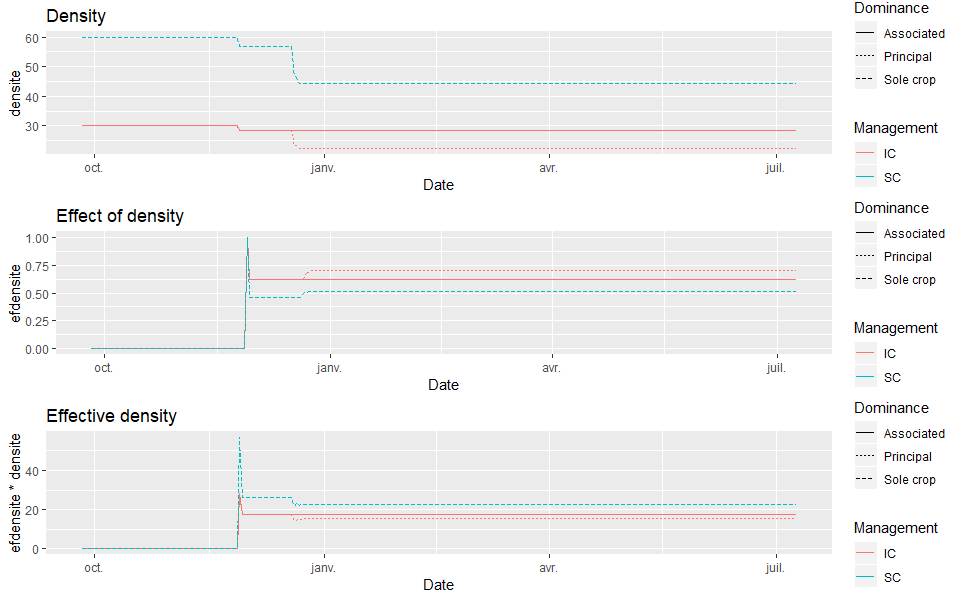 Density
60
50
40
30
densite
oct.
janv.
avr.
juil.
Date
Dominance
Associated
Principal
Sole crop
Management
IC
SC
Effect of density
1.00
0.75
0.50
0.25
0.00
efdensite
oct.
janv.
avr.
juil.
Date
Dominance
Associated
Principal
Sole crop
Management
IC
SC
Effective density
40
20
0
efdensite * densite
oct.
janv.
avr.
juil.
Date
Dominance
Associated
Principal
Sole crop
Management
IC
SC